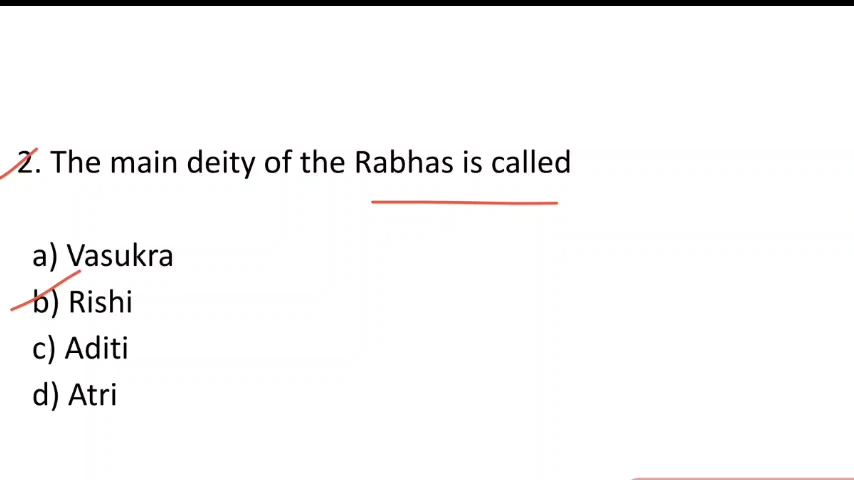 2. The main deity of the Rabhas is called
a) Vasukra
b) Rishi
c) Aditi
d) Atri